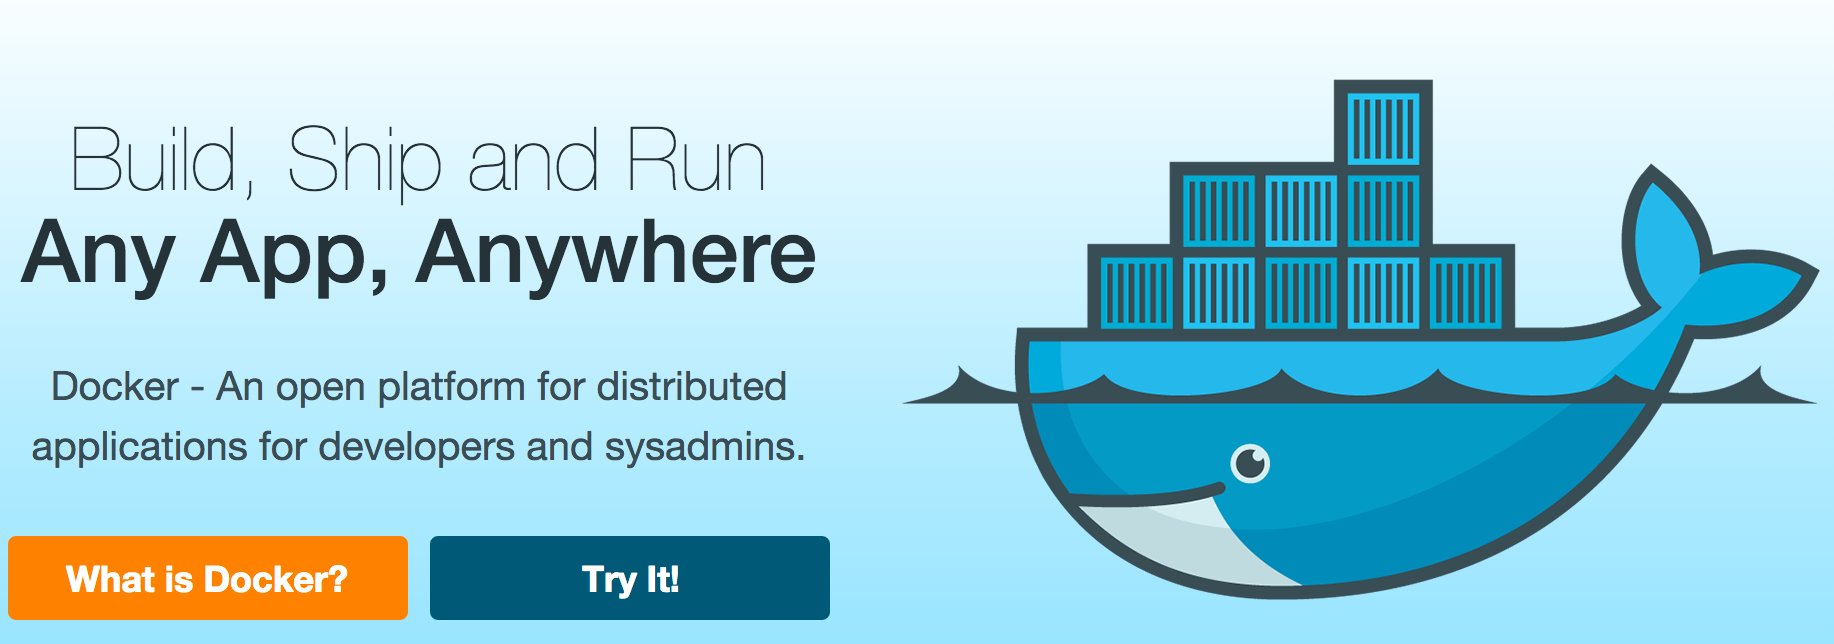 Build, Ship and Run
Any App, Anywhere
Docker - An open platform for distributed
applications for developers and sysadmins.
What is Docker?
Try It!